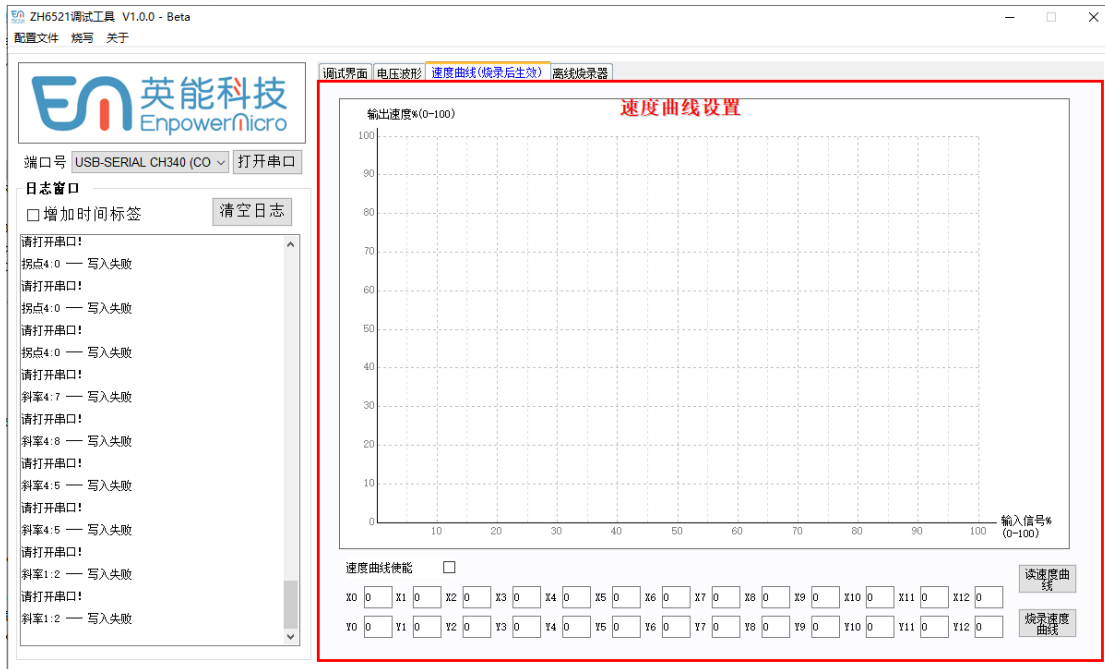 ZH6521调试工具 V1.0.0 - Beta
配置文件 烧写 关于
英能科技
EnpowerMicro
端口号 USB-SERIAL CH340 (CO 打开串口
日志窗口
增加时间标签 清空日志
请打开串口!
拐点4:0 —— 写入失败
请打开串口!
拐点4:0 —— 写入失败
请打开串口!
拐点4:0 —— 写入失败
请打开串口!
斜率4:7 —— 写入失败
请打开串口!
斜率4:8 —— 写入失败
请打开串口!
斜率4:5 —— 写入失败
请打开串口!
斜率4:5 —— 写入失败
请打开串口!
斜率1:2 —— 写入失败
请打开串口!
斜率1:2 —— 写入失败
调试界面 电压波形 速度曲线(烧录后生效) 离线烧录器
速度曲线设置
输出速度%(0-100)
100
90
80
70
60
50
40
30
20
10
0
10 20 30 40 50 60 70 80 90 100
输入信号%
(0-100)
速度曲线使能
X0 0 X1 0 X2 0 X3 0 X4 0 X5 0 X6 0 X7 0 X8 0 X9 0 X10 0 X11 0 X12 0
Y0 0 Y1 0 Y2 0 Y3 0 Y4 0 Y5 0 Y6 0 Y7 0 Y8 0 Y9 0 Y10 0 Y11 0 Y12 0
读速度曲
线
烧录速度
曲线